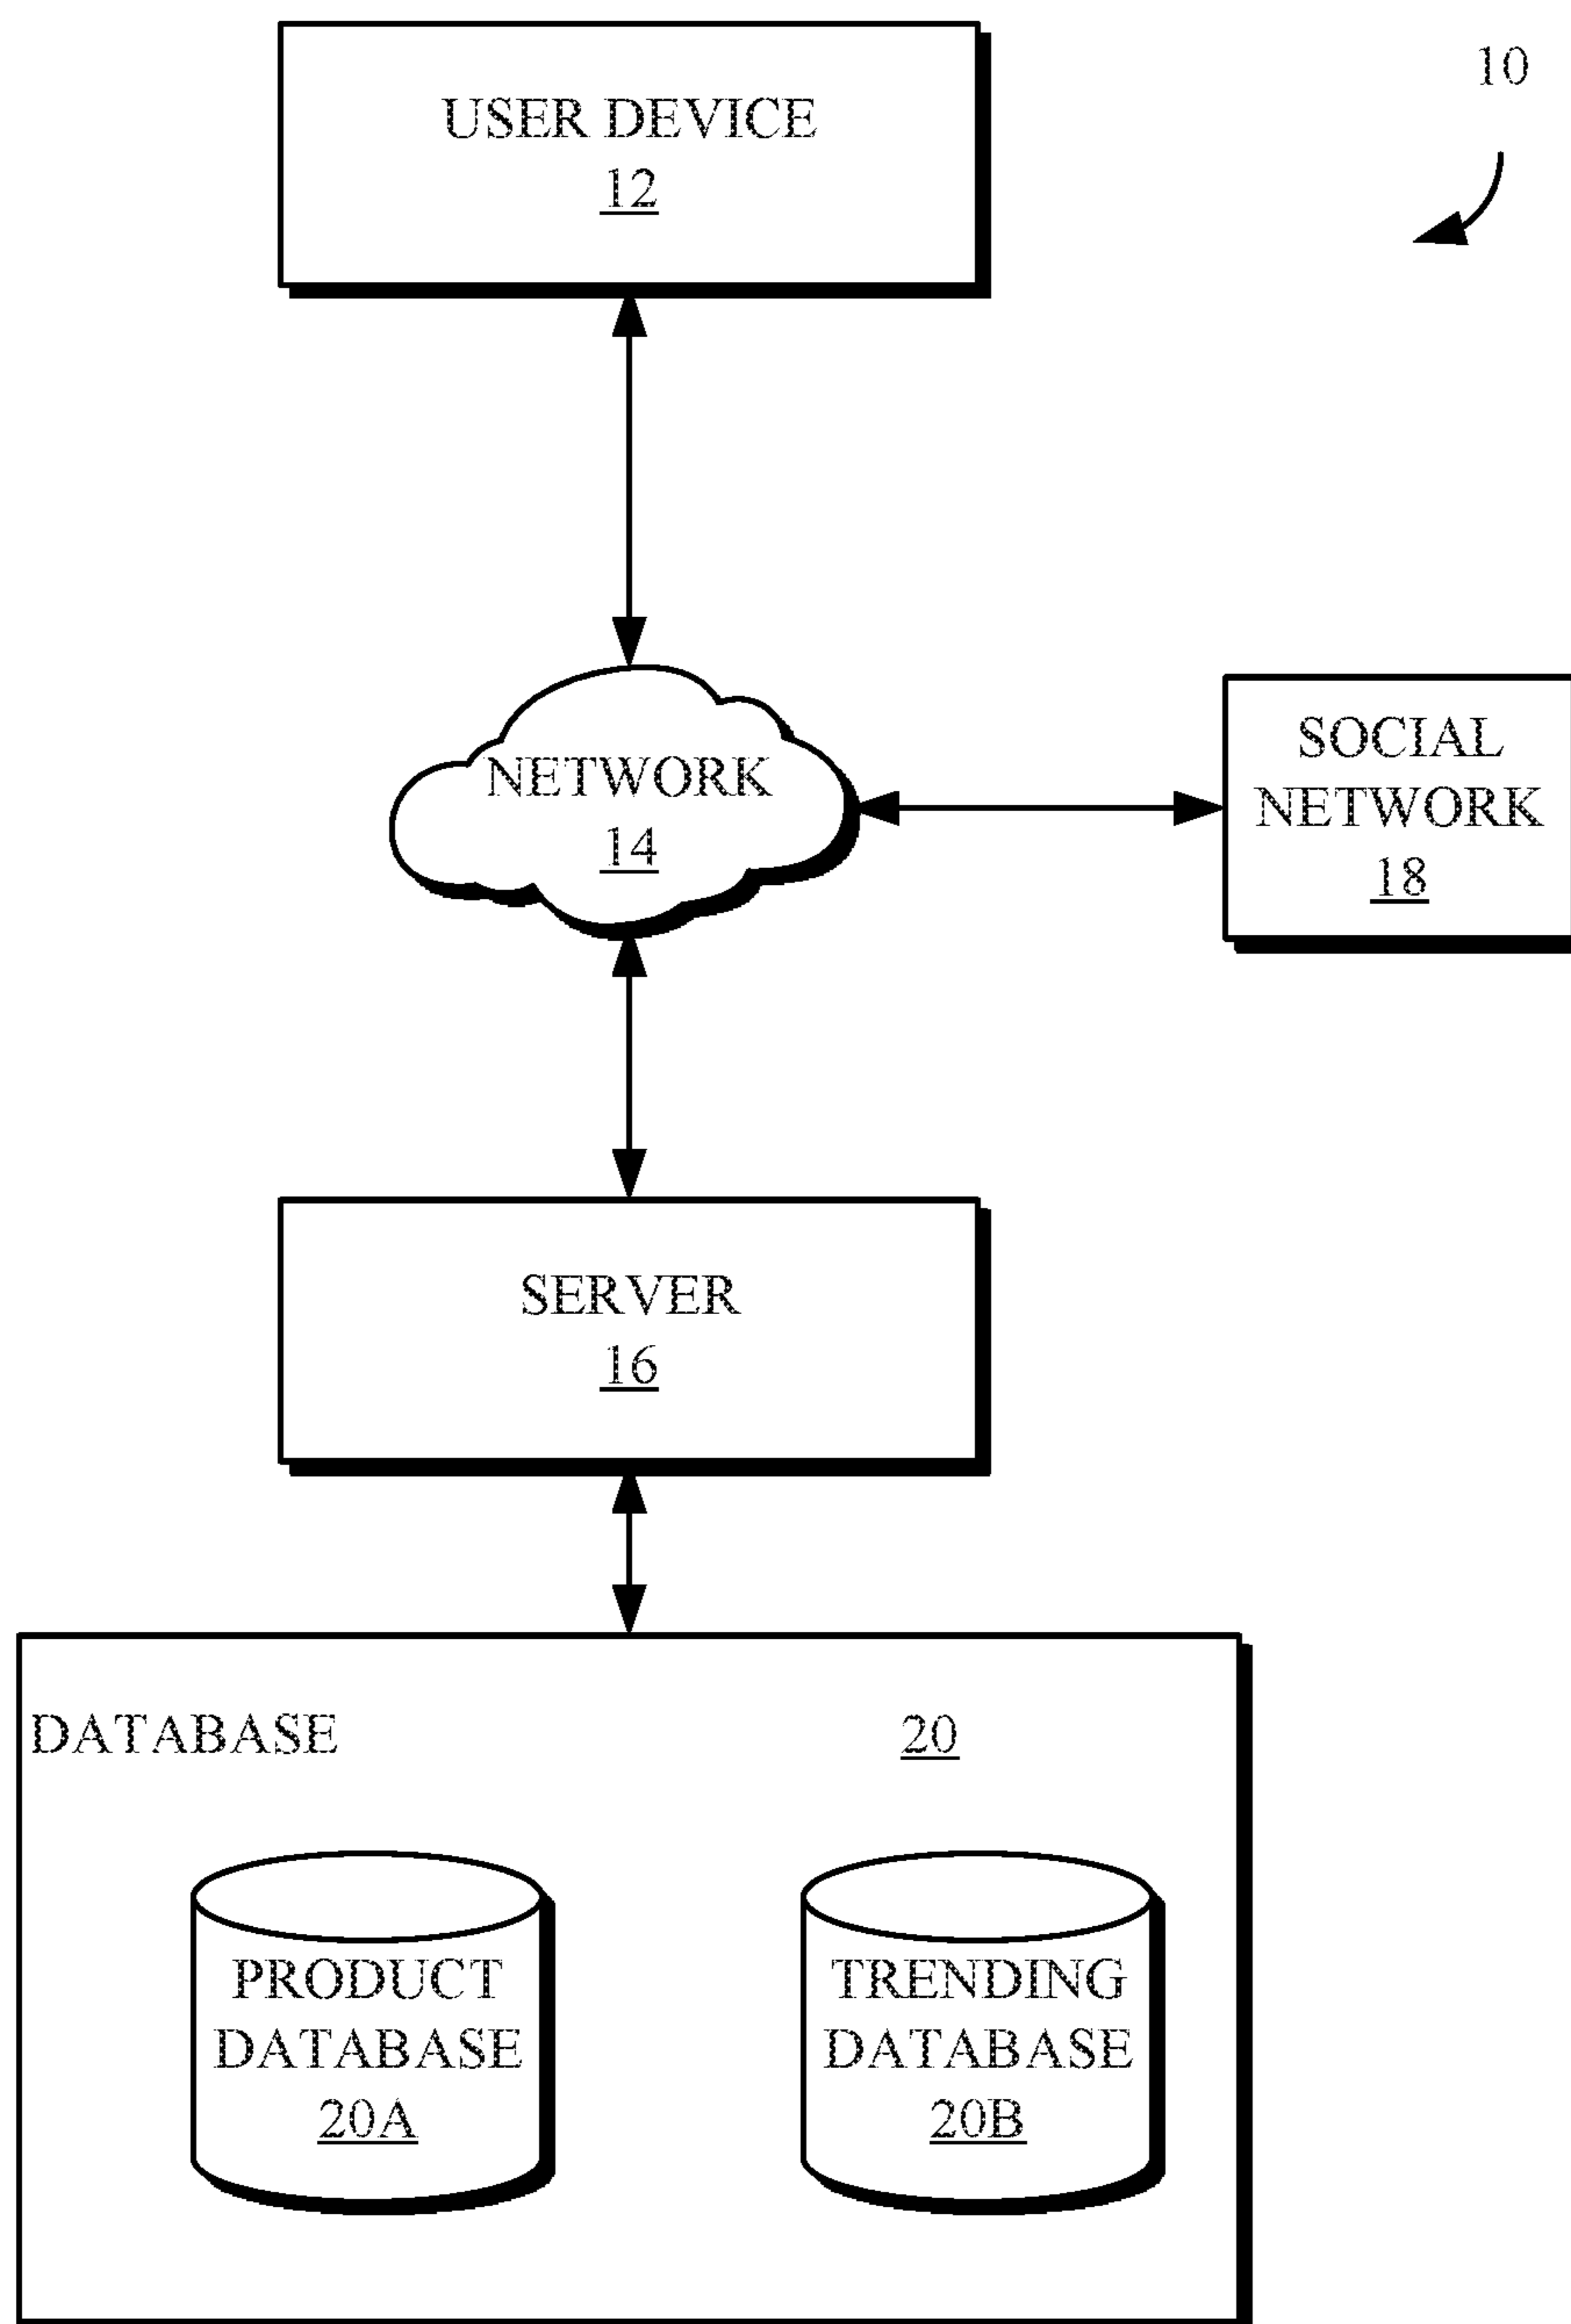 USER DEVICE
12
10
NETWORK
14
SOCIAL
NETWORK
18
SERVER
16
DATABASE 20
PRODUCT
DATABASE
20A
TRENDING
DATABASE
20B